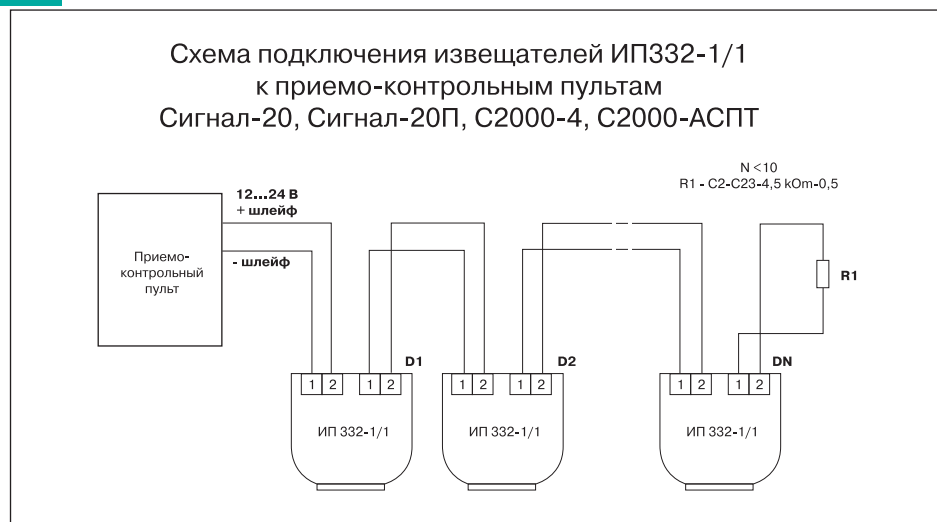 Схема подключения извещателей ИП332-1/1
к приемо-контрольным пультам
Сигнал-20, Сигнал-20П, С2000-4, С2000-АСПТ
N <10
R1 - C2-C23-4,5 kOm-0,5
12...24 В
+ шлейф
- шлейф
Приемо-
контрольный
пульт
R1
D1
D2
DN
1 2 1 2
1 2 1 2
1 2 1 2
ИП 332-1/1
ИП 332-1/1
ИП 332-1/1